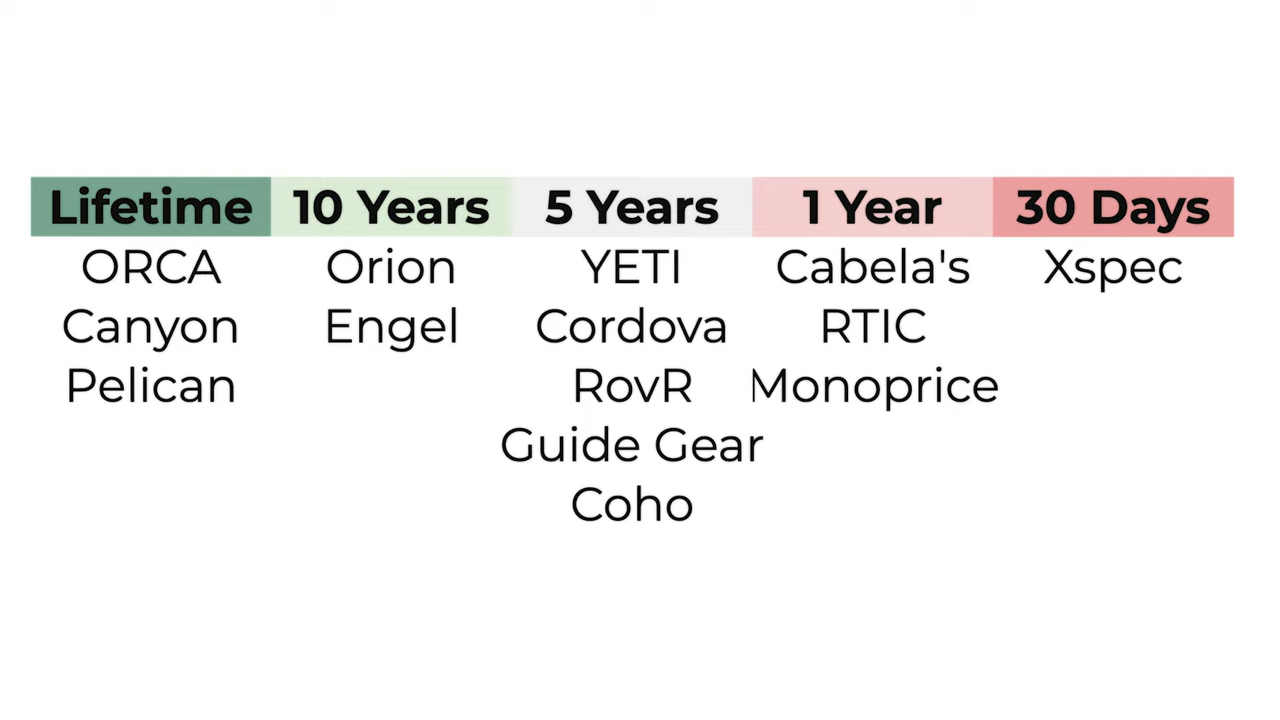 Lifetime 10 Years 5 Years 1 Year 30 Days
ORCA Orion YETI Cabela's Xspec
Canyon Engel Cordova RTIC
Pelican RovR Monoprice
Guide Gear
Coho